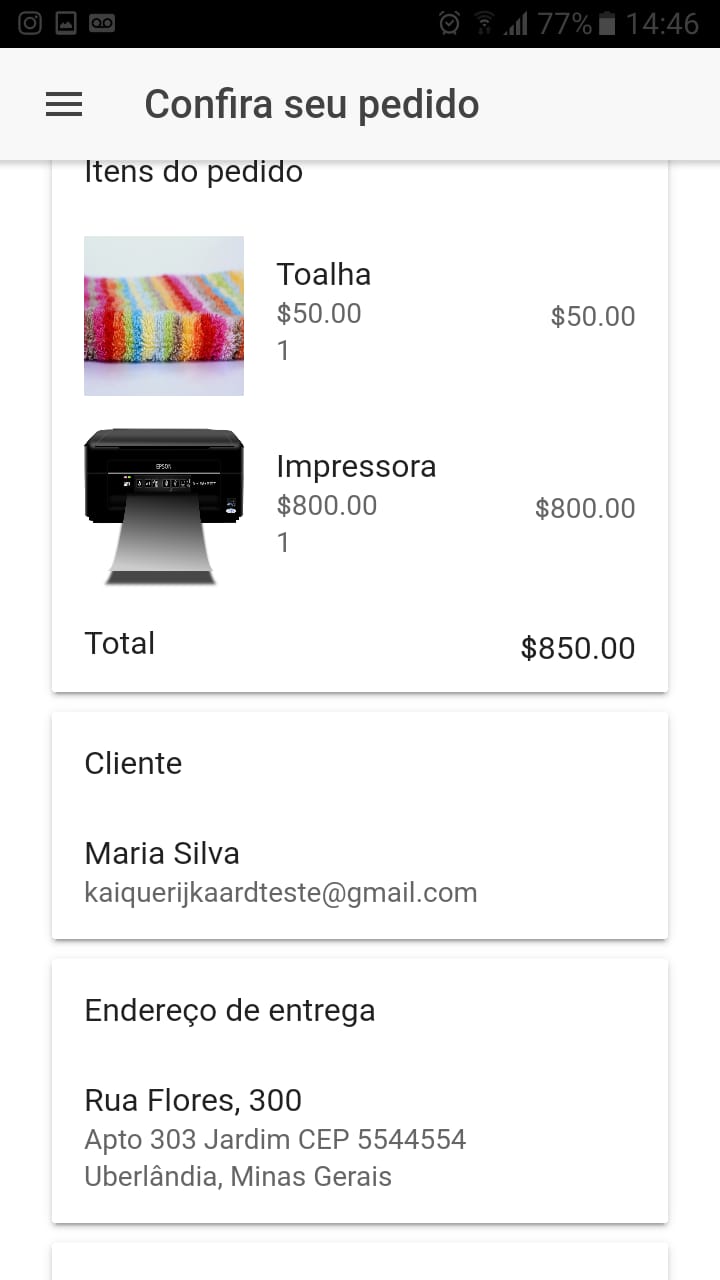 77% 14:46
Confira seu pedido
Itens do pedido
Toalha
$50.00 $50.00
1
EPSON
Impressora
$800.00 $800.00
1
Total $850.00
Cliente
Maria Silva
kaiquerijkaardteste@gmail.com
Endereço de entrega
Rua Flores, 300
Apto 303 Jardim CEP 5544554
Uberlândia, Minas Gerais